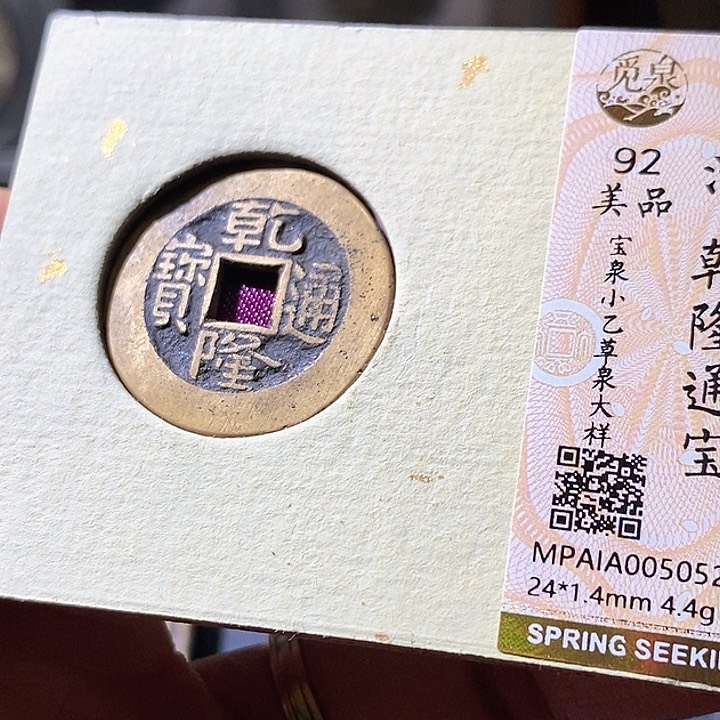 乾隆通寶
觅泉
92
美品
宝泉小乙草泉大样
乾隆通宝
MPAIA005052
24*1.4mm 4.4g
SPRING SEEKI